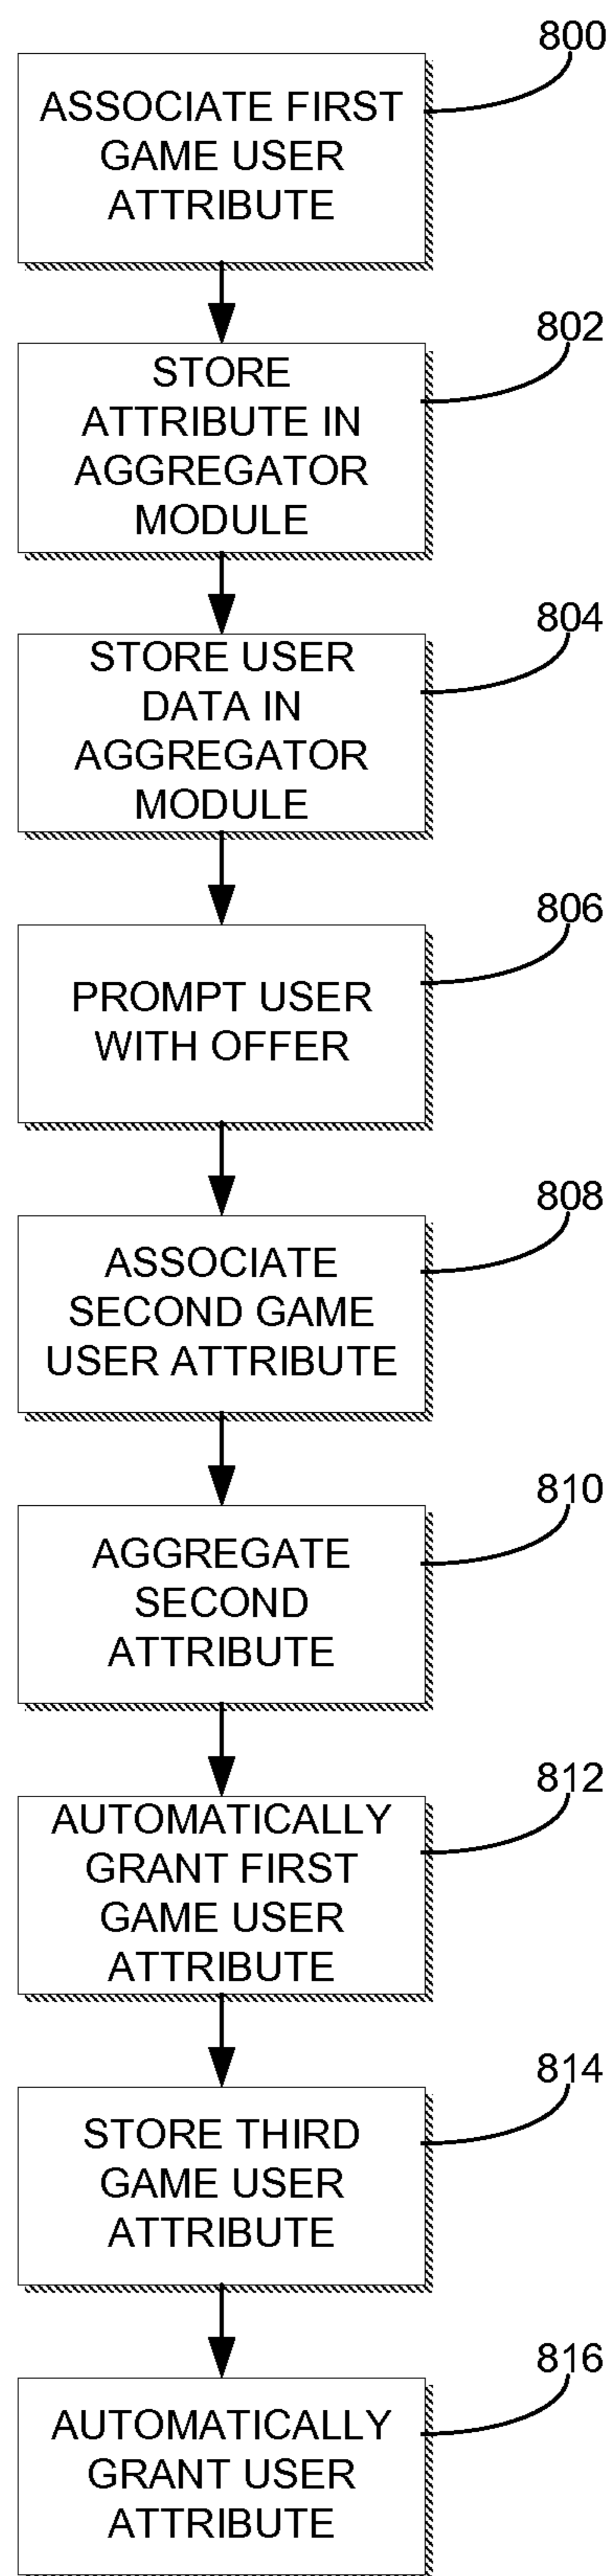 800
ASSOCIATE FIRST
GAME USER
ATTRIBUTE
802
STORE
ATTRIBUTE IN
AGGREGATOR
MODULE
804
STORE USER
DATA IN
AGGREGATOR
MODULE
806
PROMPT USER
WITH OFFER
808
ASSOCIATE
SECOND GAME
USER ATTRIBUTE
810
AGGREGATE
SECOND
ATTRIBUTE
812
AUTOMATICALLY
GRANT FIRST
GAME USER
ATTRIBUTE
814
STORE THIRD
GAME USER
ATTRIBUTE
816
AUTOMATICALLY
GRANT USER
ATTRIBUTE